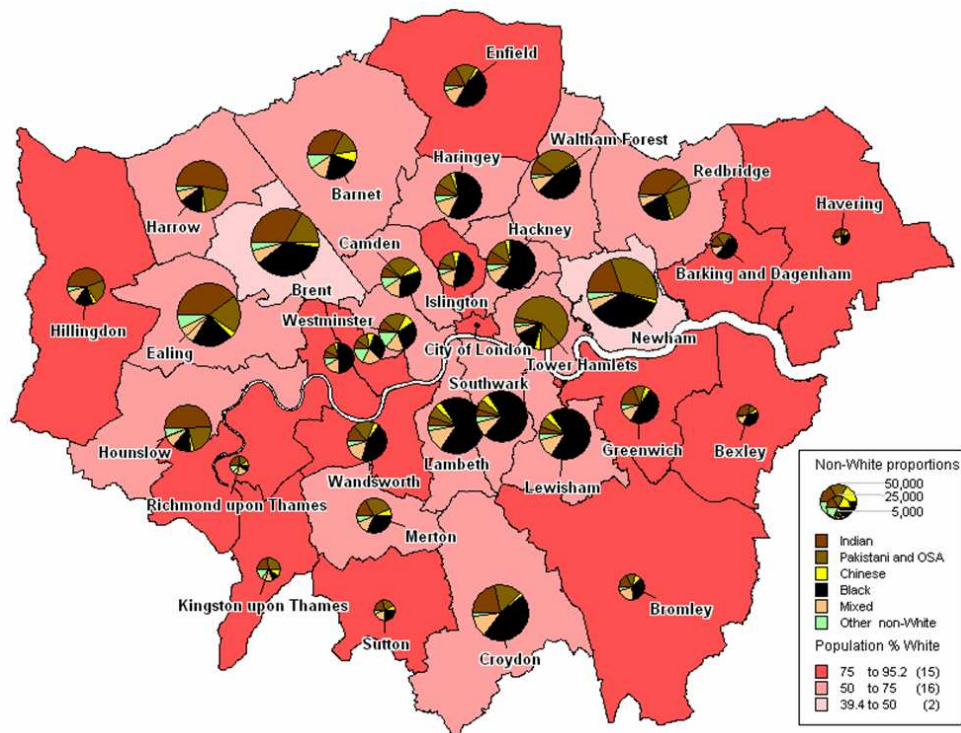 Enfield
Waltham Forest
Haringey
Redbridge
Barnet
Havering
Harrow
Hackney
Camden
Barking and Dagenham
Islington
Brent
Hillingdon
Westminster
Newham
Ealing
City of London
Tower Hamlets
Southwark
Hounslow
Greenwich
Bexley
Lambeth
Wandsworth
Lewisham
Richmond upon Thames
Merton
Kingston upon Thames
Bromley
Sutton
Croydon
Non-White proportions
50,000
25,000
5,000
Indian
Pakistani and OSA
Chinese
Black
Mixed
Other non-White
Population % White
75 to 95.2 (15)
50 to 75 (16)
39.4 to 50 (2)